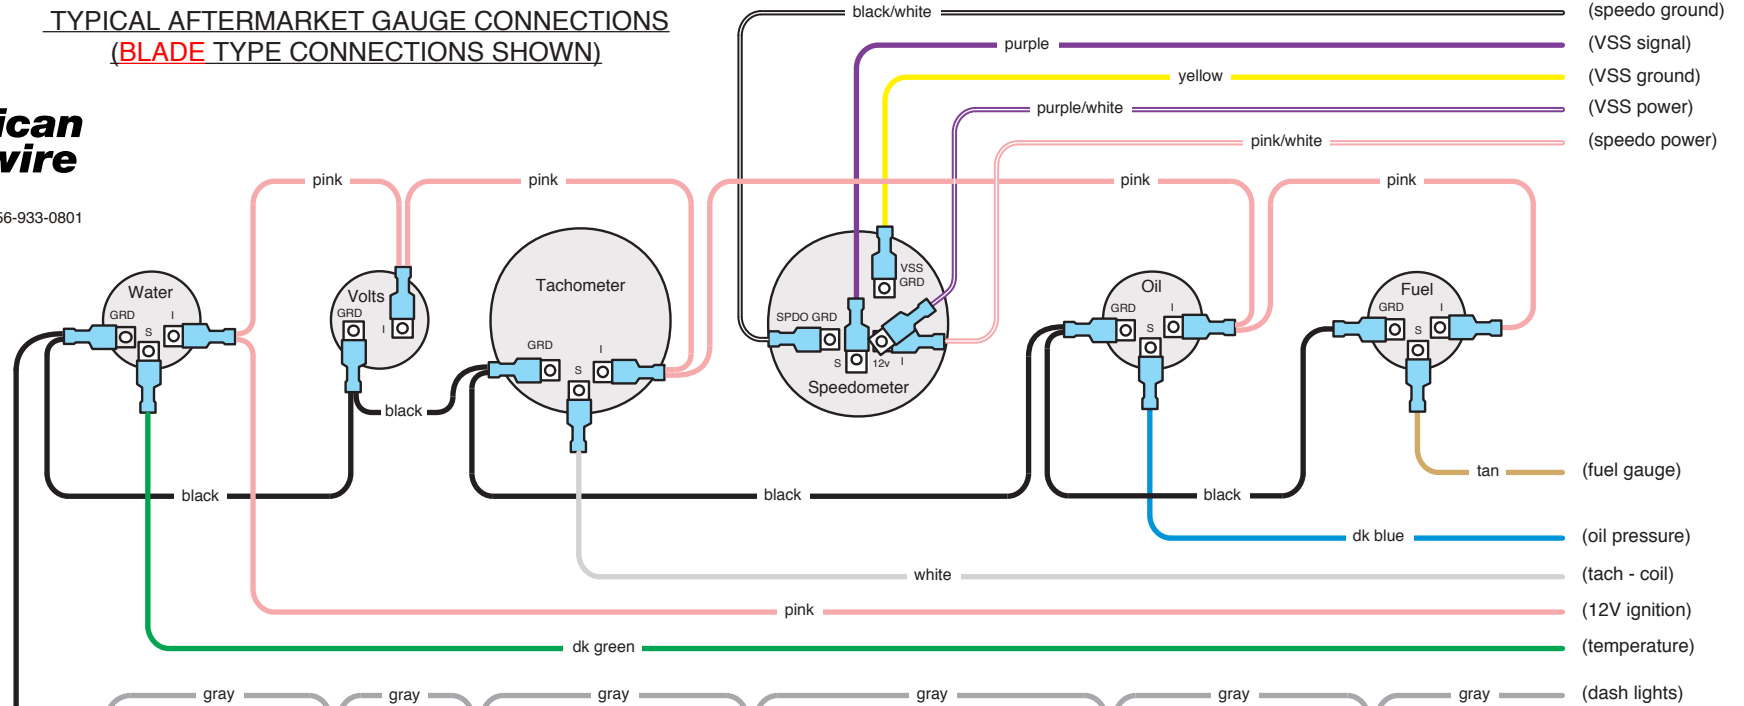 TYPICAL AFTERMARKET GAUGE CONNECTIONS
(BLADE TYPE CONNECTIONS SHOWN)
ican
wire
56-933-0801
black/white
(speedo ground)
purple
(VSS signal)
yellow
(VSS ground)
purple/white
(VSS power)
pink/white
(speedo power)
pink
pink
pink
pink
Water
GRD
S
I
Volts
GRD
I
Tachometer
GRD
S
I
VSS
GRD
SPDO GRD
S
12v
I
Speedometer
Oil
GRD
S
I
Fuel
GRD
S
I
black
black
black
black
tan
(fuel gauge)
dk blue
(oil pressure)
white
(tach - coil)
pink
(12V ignition)
dk green
(temperature)
gray
gray
gray
gray
gray
gray
(dash lights)